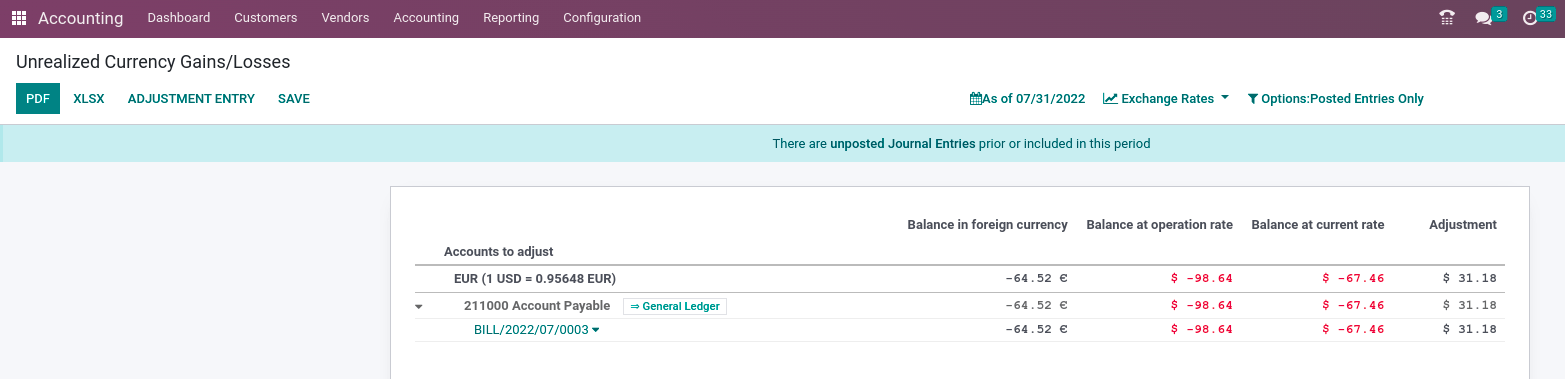 Accounting Dashboard Customers Vendors Accounting Reporting Configuration 3 33
Unrealized Currency Gains/Losses
PDF XLSX ADJUSTMENT ENTRY SAVE As of 07/31/2022 Exchange Rates Options:Posted Entries Only
There are unposted Journal Entries prior or included in this period
Balance in foreign currency Balance at operation rate Balance at current rate Adjustment
Accounts to adjust
EUR (1 USD = 0.95648 EUR) -64.52 € $ -98.64 $ -67.46 $ 31.18
211000 Account Payable ⇒ General Ledger -64.52 € $ -98.64 $ -67.46 $ 31.18
BILL/2022/07/0003 -64.52 € $ -98.64 $ -67.46 $ 31.18